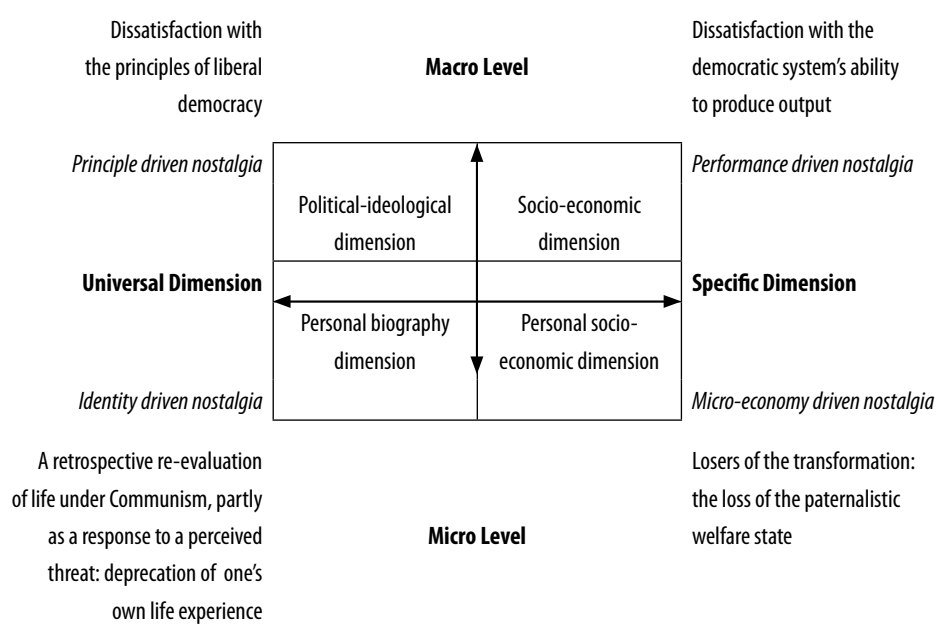 Dissatisfaction with
the principles of liberal
democracy
Macro Level
Dissatisfaction with the
democratic system's ability
to produce output
Principle driven nostalgia
Performance driven nostalgia
Political-ideological
dimension
Socio-economic
dimension
Universal Dimension
Specific Dimension
Personal biography
dimension
Personal socio-
economic dimension
Identity driven nostalgia
Micro-economy driven nostalgia
A retrospective re-evaluation
of life under Communism, partly
as a response to a perceived
threat: deprecation of one's
own life experience
Micro Level
Losers of the transformation:
the loss of the paternalistic
welfare state